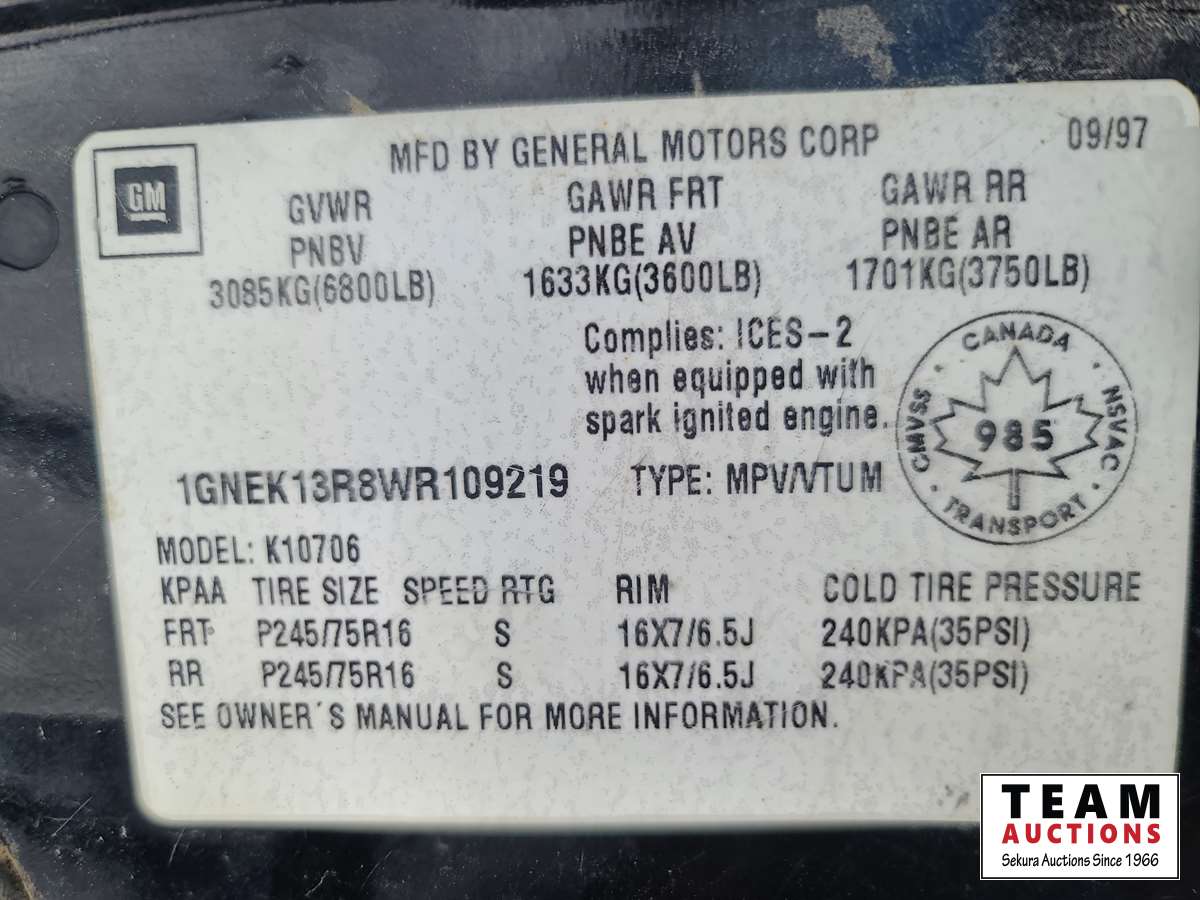 MFD BY GENERAL MOTORS CORP 09/97
GM
GVWR GAWR FRT GAWR RR
PNBV PNBE AV PNBE AR
3085KG(6800LB) 1633KG(3600LB) 1701KG(3750LB)
Complies: ICES-2
when equipped with
spark ignited engine.
CANADA
CMVSS 985 NSVAC
TRANSPORT
1GNEK13R8WR109219 TYPE: MPV/VTUM
MODEL: K10706
KPAA TIRE SIZE SPEED RTG RIM COLD TIRE PRESSURE
FRT P245/75R16 S 16X7/6.5J 240KPA(35PSI)
RR P245/75R16 S 16X7/6.5J 240KPA(35PSI)
SEE OWNER´S MANUAL FOR MORE INFORMATION.
TEAM
AUCTIONS
Sekura Auctions Since 1966